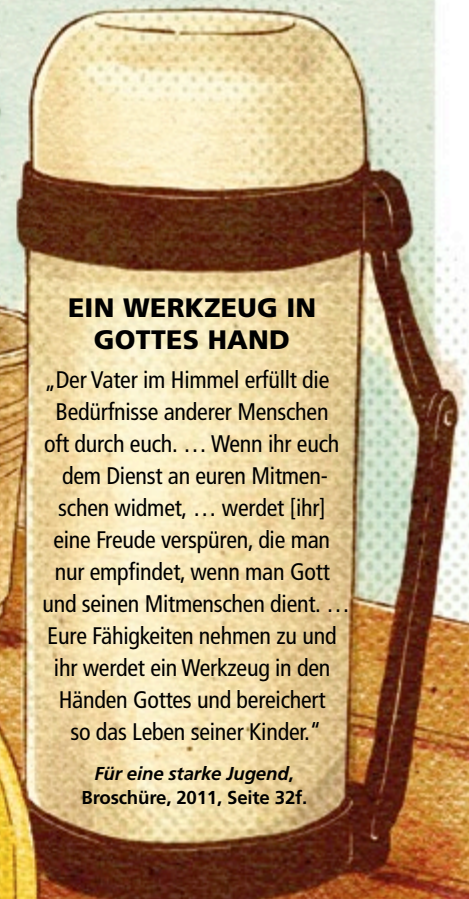 EIN WERKZEUG IN
GOTTES HAND
„Der Vater im Himmel erfüllt die
Bedürfnisse anderer Menschen
oft durch euch. … Wenn ihr euch
dem Dienst an euren Mitmen-
schen widmet, … werdet [ihr]
eine Freude verspüren, die man
nur empfindet, wenn man Gott
und seinen Mitmenschen dient. …
Eure Fähigkeiten nehmen zu und
ihr werdet ein Werkzeug in den
Händen Gottes und bereichert
so das Leben seiner Kinder.“
Für eine starke Jugend,
Broschüre, 2011, Seite 32f.